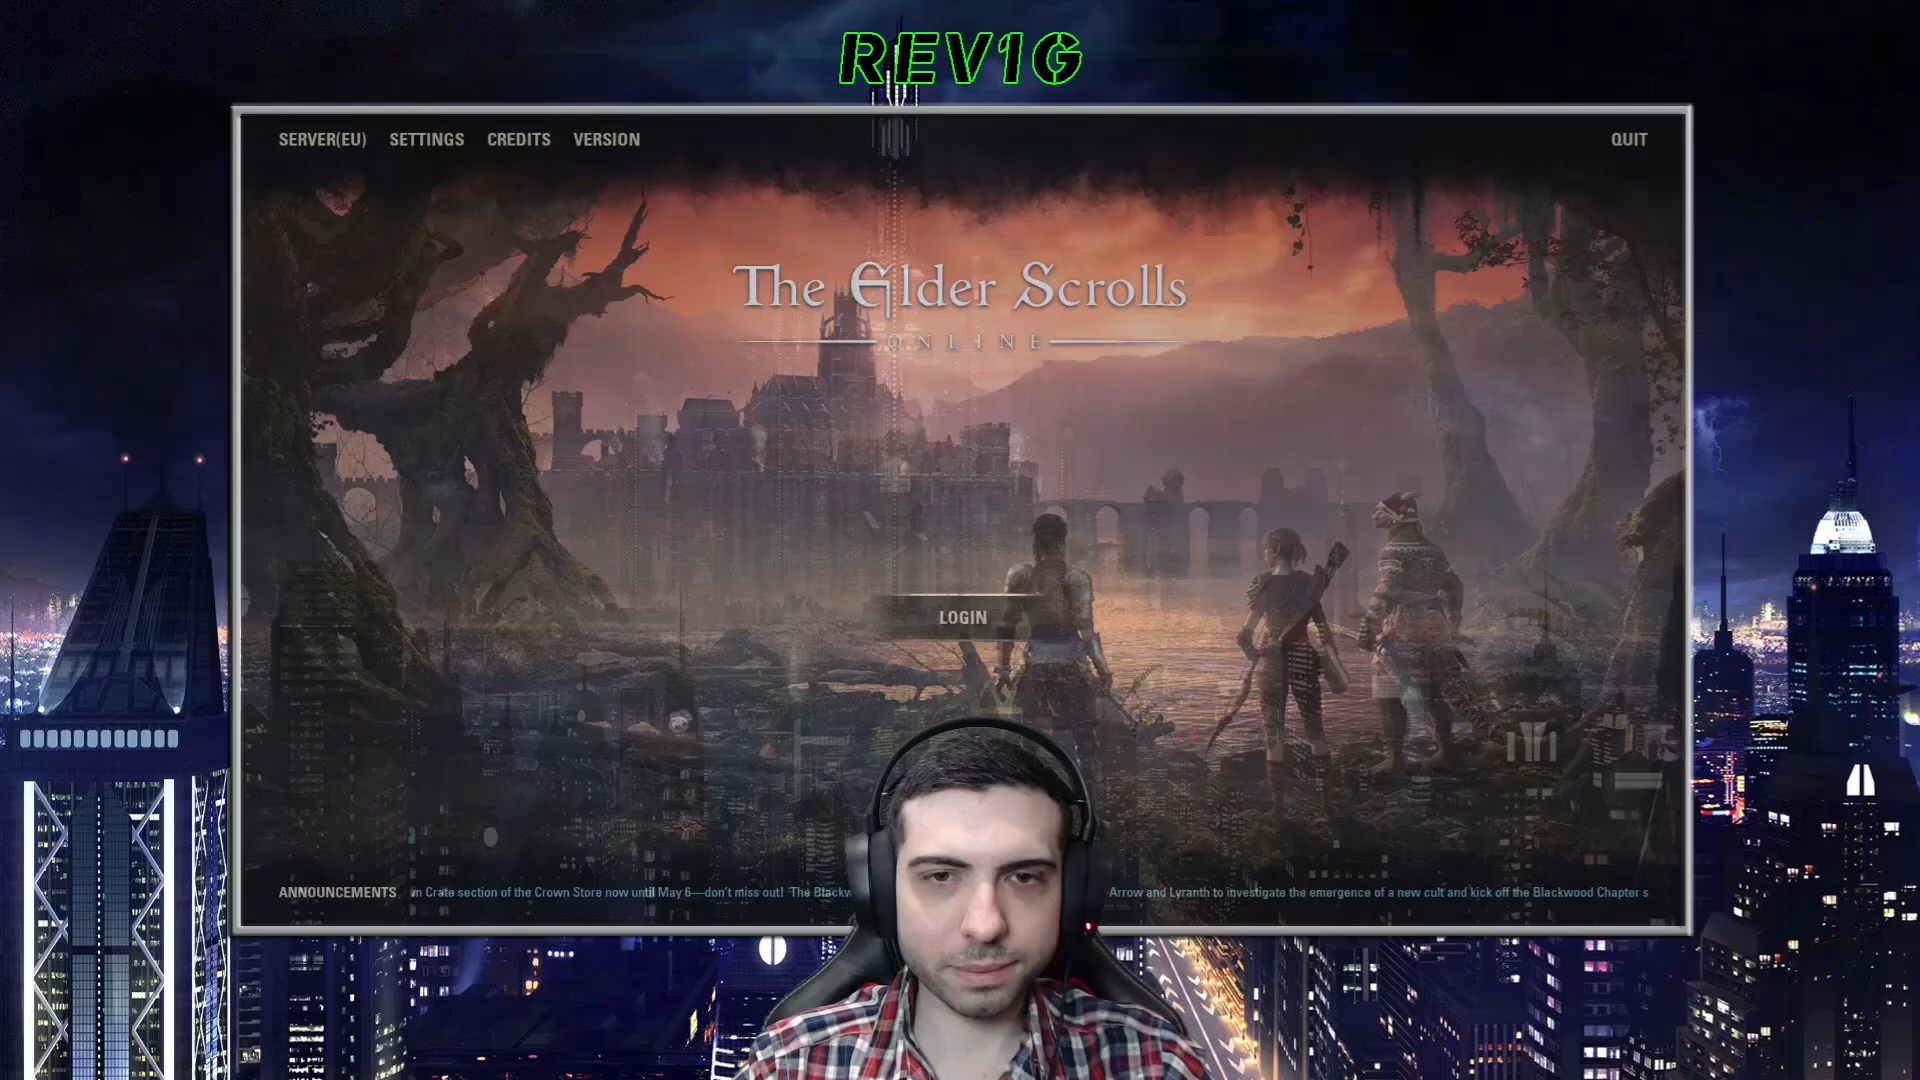 REV1G
SERVER(EU) SETTINGS CREDITS VERSION QUIT
The Elder Scrolls
ONLINE
LOGIN
ANNOUNCEMENTS Crate section of the Crown Store now until May 6—don't miss out! The Arrow and Lyranth to investigate the emergence of a new cult and kick off the Blackwood Chapter s